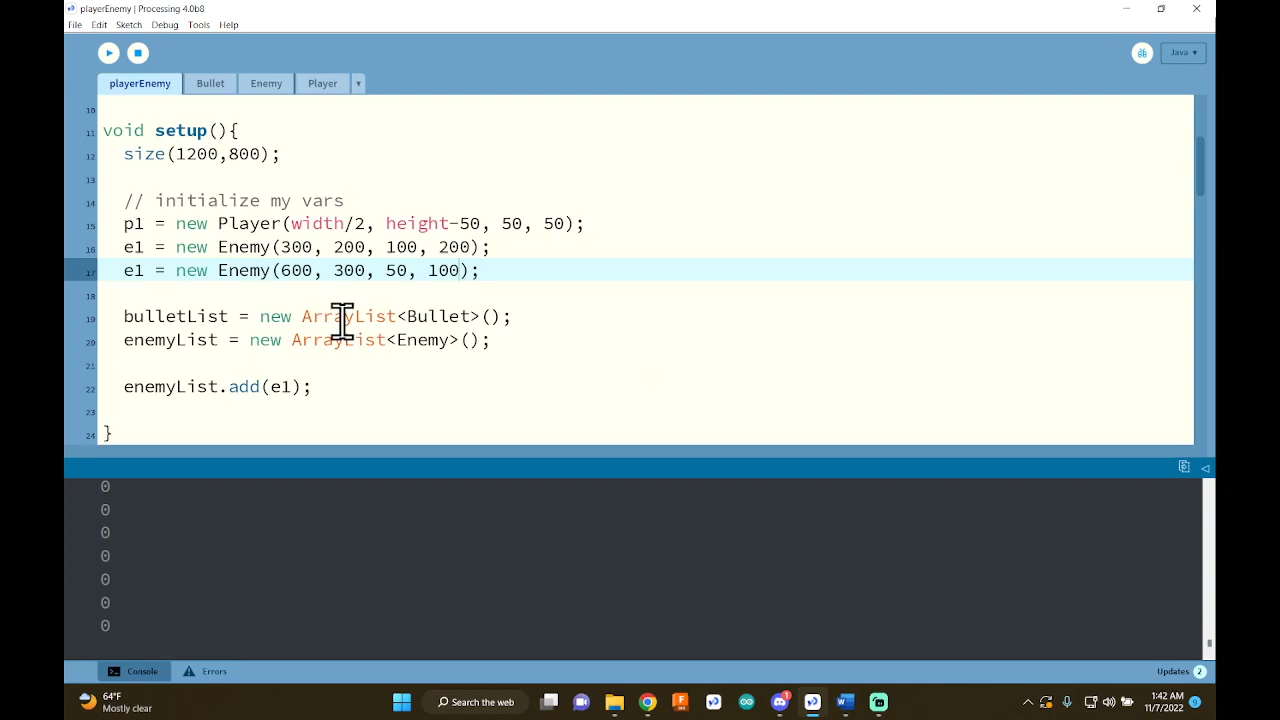 playerEnemy | Processing 4.0b8
File Edit Sketch Debug Tools Help
Java ▾
playerEnemy Bullet Enemy Player ▾
10
11 void setup(){
12 size(1200,800);
13
14 // initialize my vars
15 p1 = new Player(width/2, height-50, 50, 50);
16 e1 = new Enemy(300, 200, 100, 200);
17 e1 = new Enemy(600, 300, 50, 100);
18
19 bulletList = new ArrayList<Bullet>();
20 enemyList = new ArrayList<Enemy>();
21
22 enemyList.add(e1);
23
24 }
0
0
0
0
0
0
0
Console Errors Updates 2
64°F
Mostly clear
Search the web
1
1:42 AM
11/7/2022
9